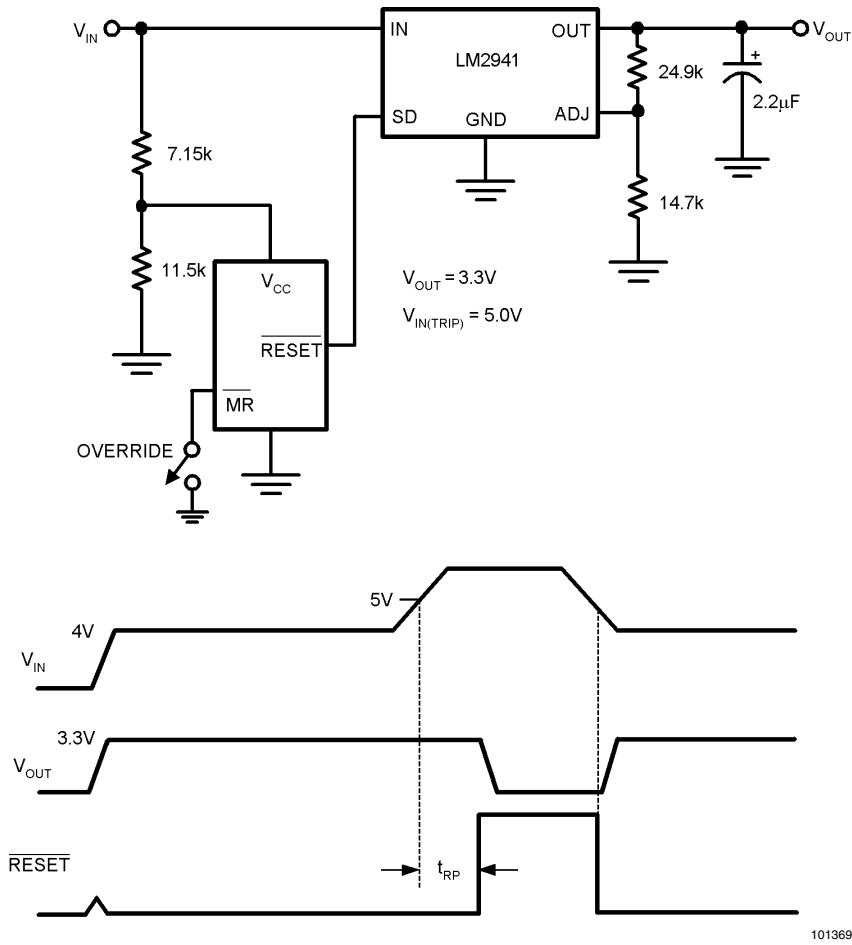 V_IN IN LM2941 OUT V_OUT
24.9k
2.2μF
SD GND ADJ
7.15k
14.7k
11.5k
V_CC
V_OUT = 3.3V
V_IN(TRIP) = 5.0V
RESET
MR
OVERRIDE
5V
4V
V_IN
3.3V
V_OUT
RESET
t_RP
101369